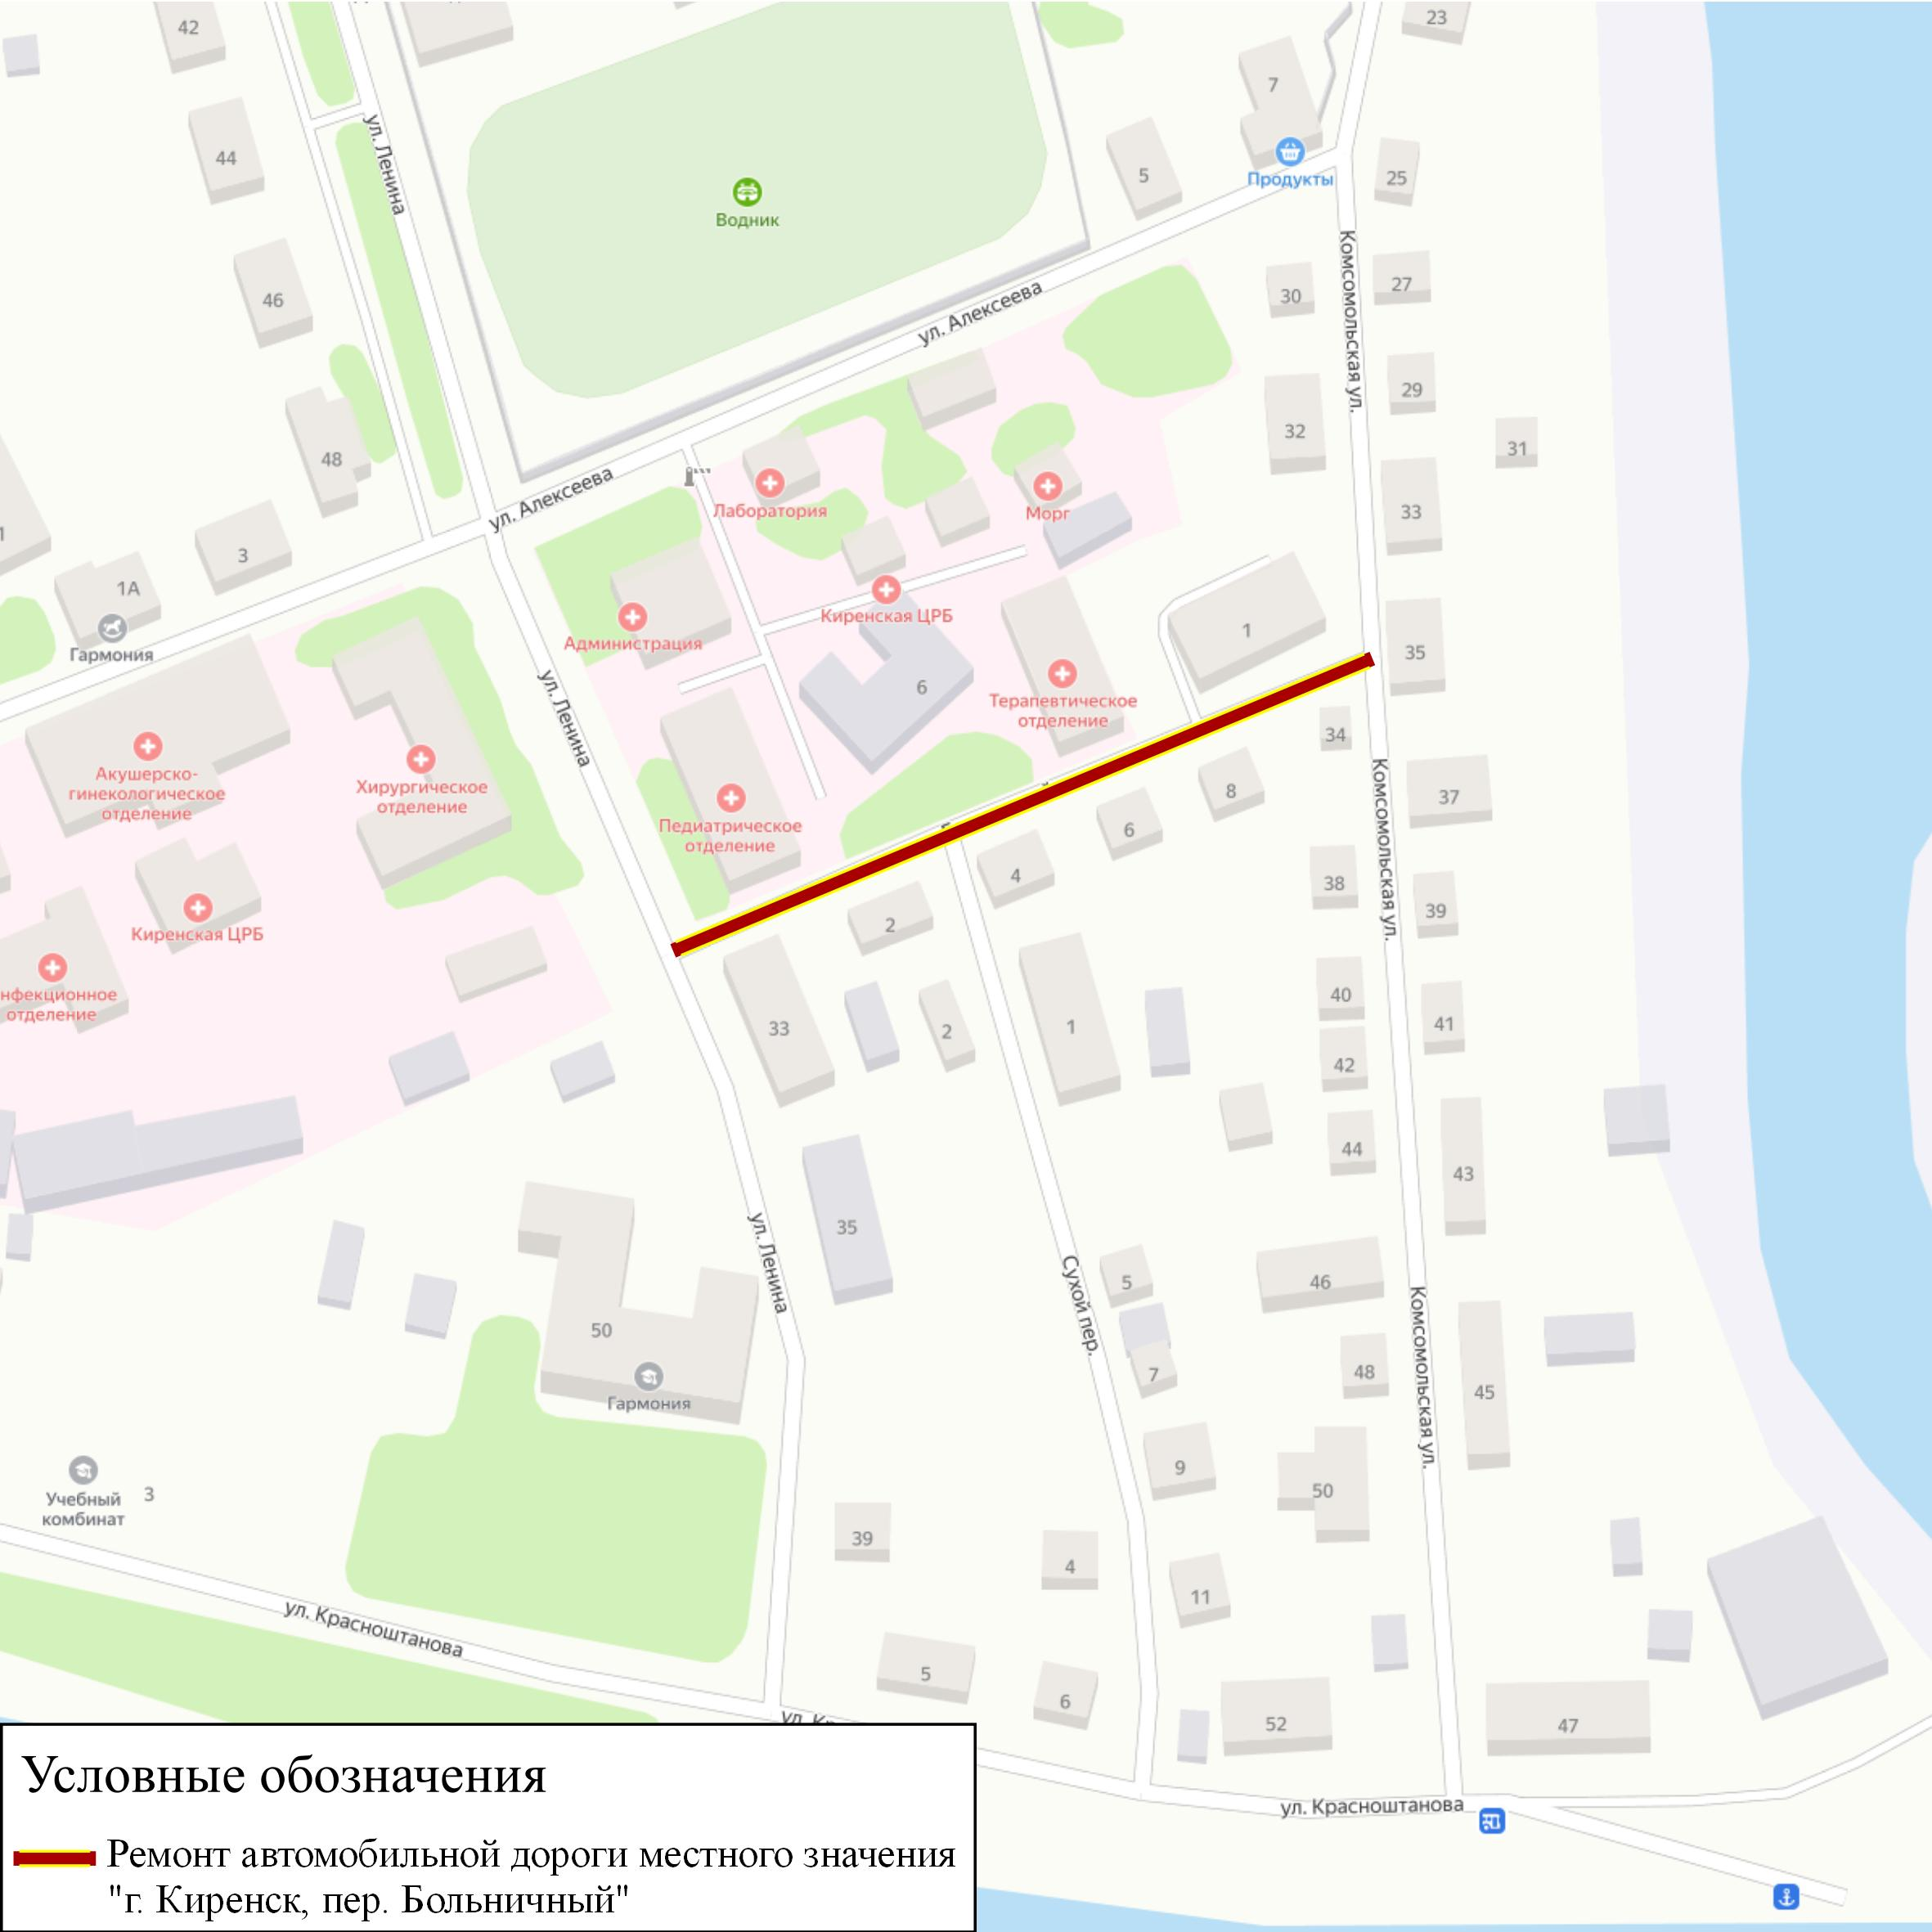 42
23
7
44
ул. Ленина
5
Продукты
25
Водник
46
30
27
Комсомольская ул.
ул. Алексеева
29
48
32
31
ул. Алексеева
Лаборатория
Морг
33
3
1А
Гармония
Администрация
Киренская ЦРБ
1
35
6
Терапевтическое
отделение
ул. Ленина
34
Акушерско-
гинекологическое
отделение
Хирургическое
отделение
Педиатрическое
отделение
8
37
6
Комсомольская ул.
4
38
2
39
Киренская ЦРБ
нфекционное
отделение
33
2
1
40
41
42
44
43
35
ул. Ленина
Сухой пер.
5
46
50
Гармония
7
48
45
Комсомольская ул.
Учебный
комбинат
3
9
50
39
4
11
ул. Красноштанова
5
6
52
47
ул. Кр
ул. Красноштанова
Условные обозначения
Ремонт автомобильной дороги местного значения
"г. Киренск, пер. Больничный"